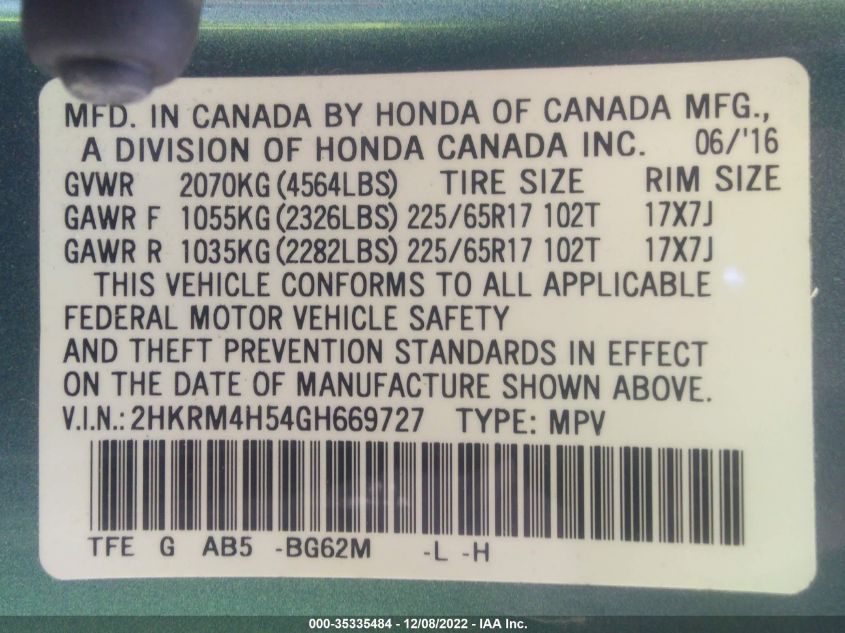 MFD. IN CANADA BY HONDA OF CANADA MFG.,
A DIVISION OF HONDA CANADA INC. 06/'16
GVWR 2070KG (4564LBS) TIRE SIZE RIM SIZE
GAWR F 1055KG (2326LBS) 225/65R17 102T 17X7J
GAWR R 1035KG (2282LBS) 225/65R17 102T 17X7J
THIS VEHICLE CONFORMS TO ALL APPLICABLE
FEDERAL MOTOR VEHICLE SAFETY
AND THEFT PREVENTION STANDARDS IN EFFECT
ON THE DATE OF MANUFACTURE SHOWN ABOVE.
V.I.N.: 2HKRM4H54GH669727 TYPE: MPV
TFE G AB5 -BG62M -L -H
000-35335484 - 12/08/2022 - IAA Inc.